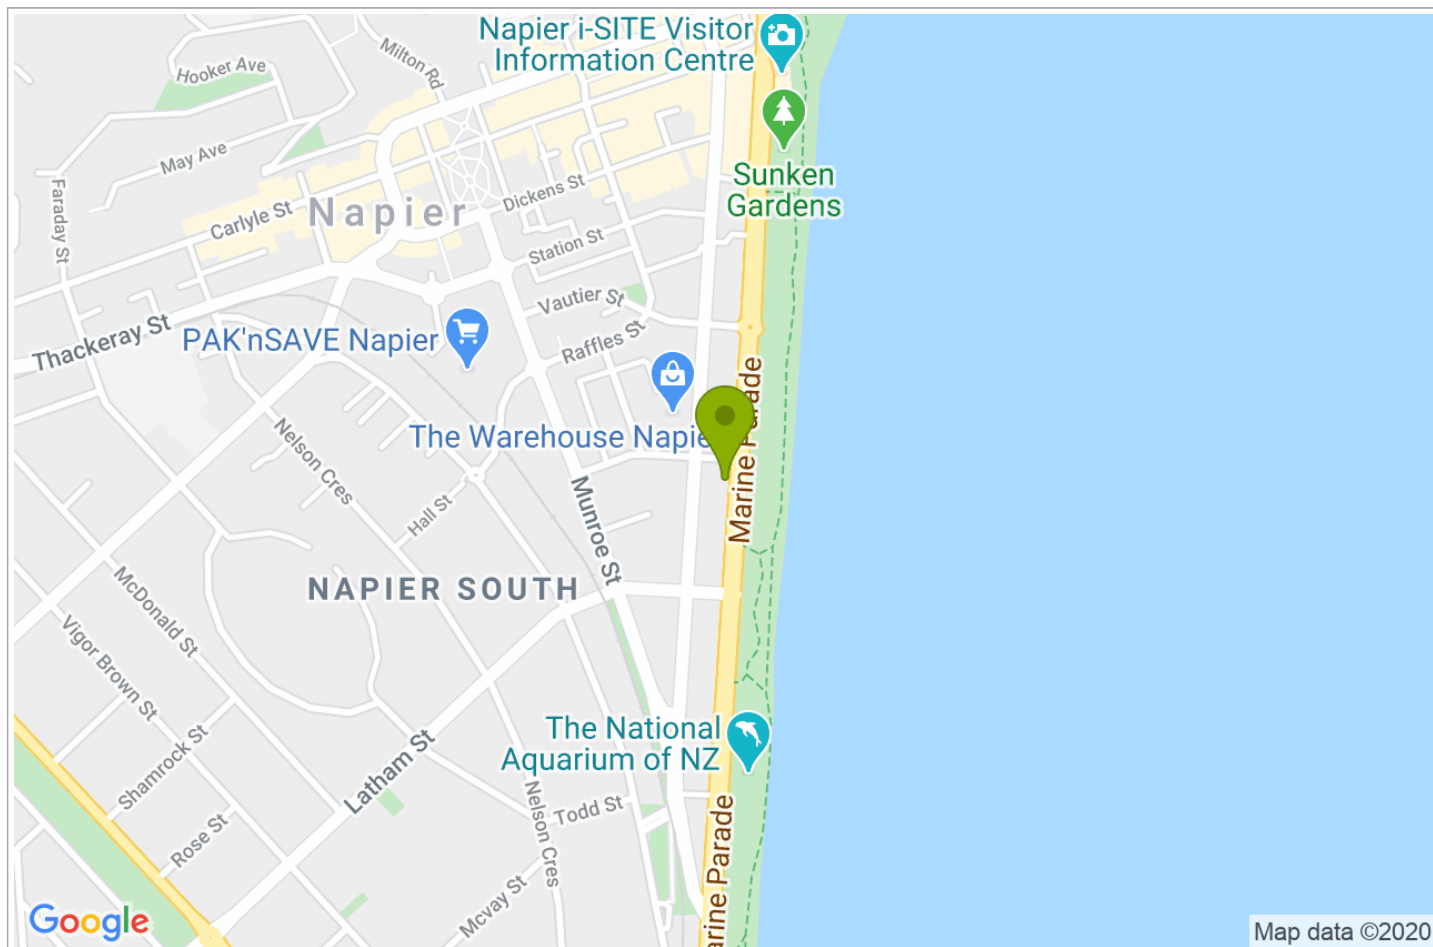 Napier i-SITE Visitor
Information Centre
Milton Rd
Hooker Ave
May Ave
Sunken
Gardens
Faraday St
Dickens St
Napier
Carlyle St
Station St
Vautier St
Thackeray St
PAK'nSAVE Napier
Raffles St
Marine Parade
The Warehouse Napie
Nelson Cres
Hall St
Munroe St
NAPIER SOUTH
McDonald St
Vigor Brown St
The National
Aquarium of NZ
Shamrock St
Latham St
Todd St
Nelson Cres
Rose St
arine Parade
Mcvay St
Google
Map data ©2020